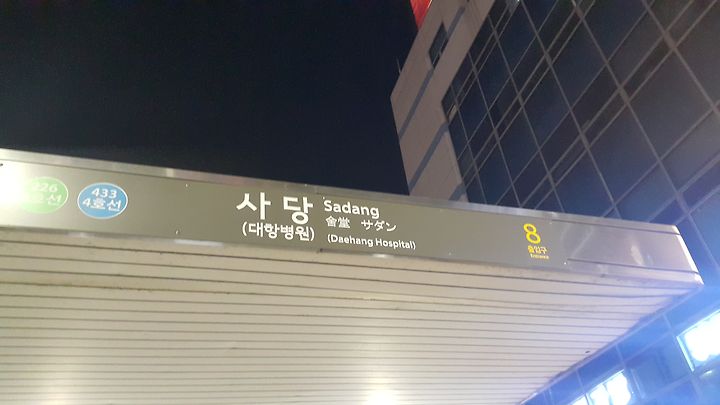 226
호선
433
4호선
사당
(대항병원)
Sadang
舍堂 サダン
(Daehang Hospital)
8
출입구
Entrance